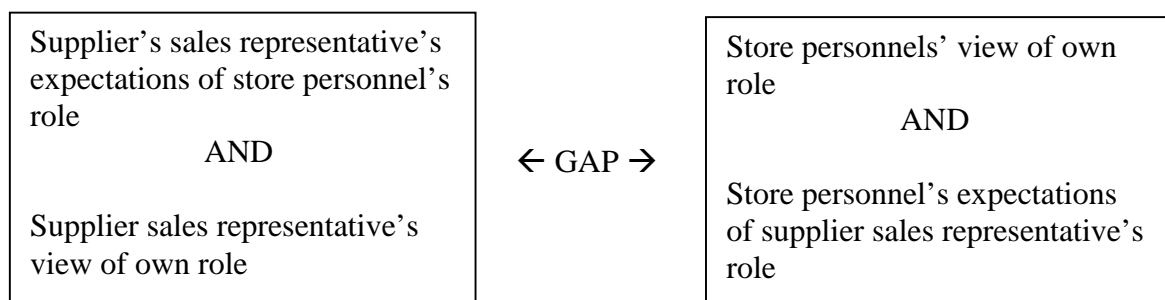 Supplier’s sales representative’s
expectations of store personnel’s
role
AND
Supplier sales representative’s
view of own role
← GAP →
Store personnels’ view of own
role
AND
Store personnel’s expectations
of supplier sales representative’s
role